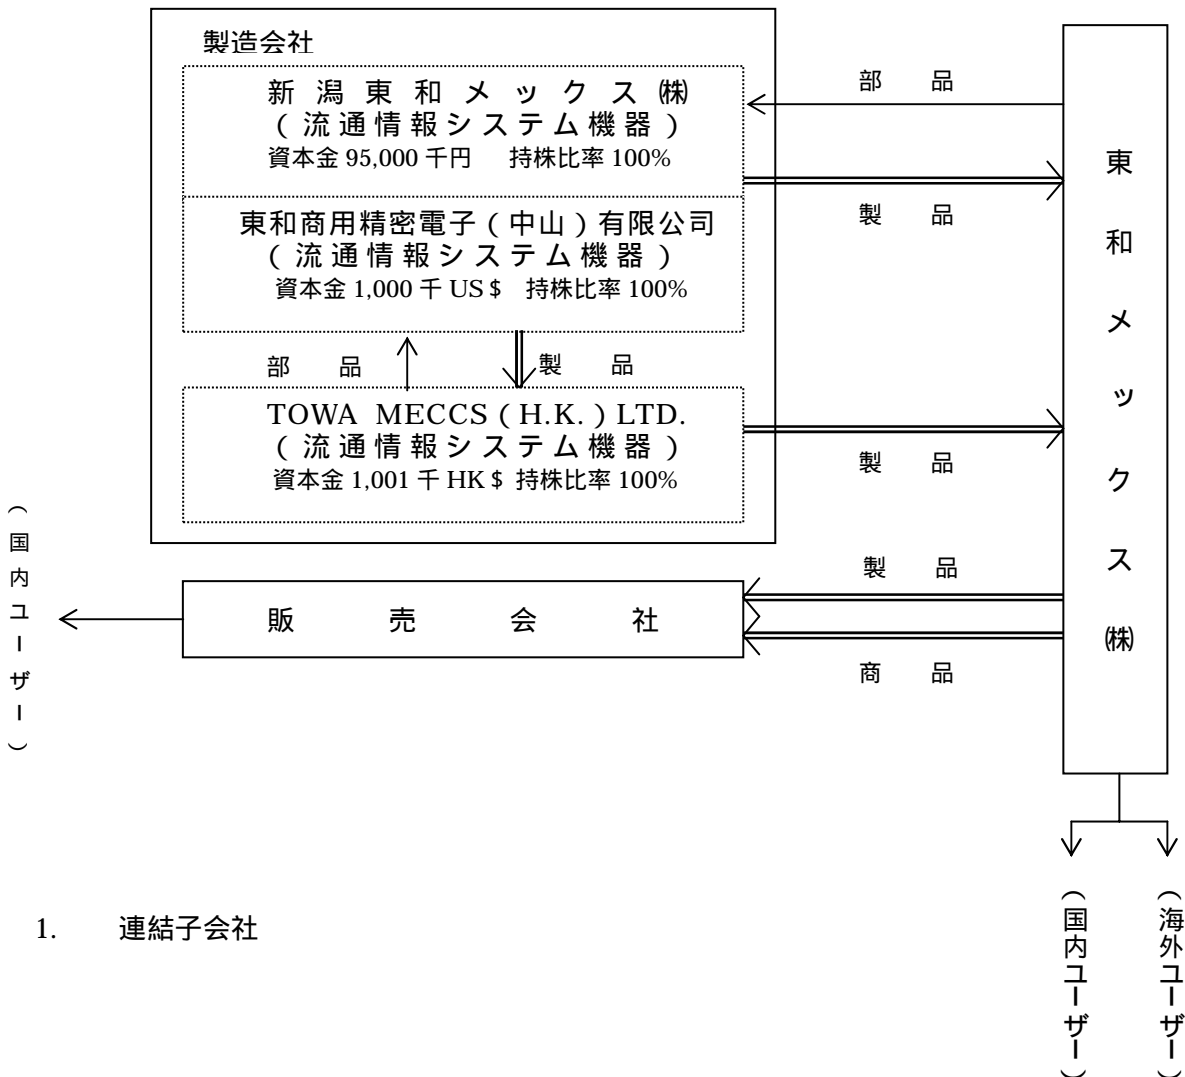 製造会社
新潟東和メックス㈱
(流通情報システム機器)
資本金 95,000 千円 持株比率 100%
東和商用精密電子(中山)有限公司
(流通情報システム機器)
資本金 1,000 千 US$ 持株比率 100%
部品
製品
TOWA MECCS(H.K.)LTD.
(流通情報システム機器)
資本金 1,001 千 HK$ 持株比率 100%
部品
製品
製品
製品
商品
販売会社
(国内ユーザー)
東和メックス㈱
(国内ユーザー)
(海外ユーザー)
1. 連結子会社